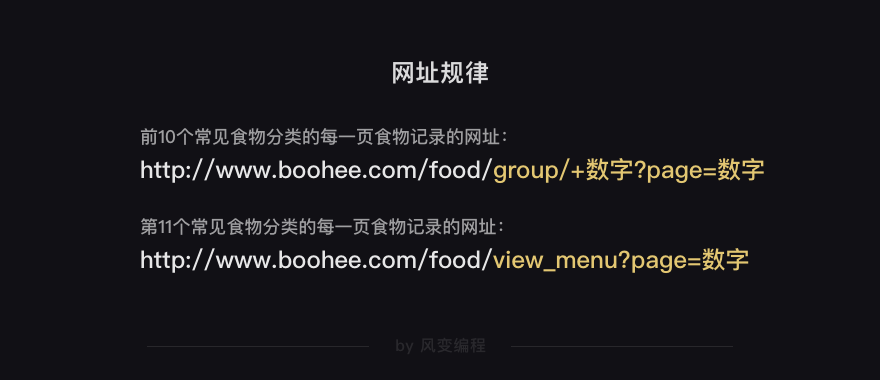 网址规律
前10个常见食物分类的每一页食物记录的网址：
http://www.boohee.com/food/group/+数字?page=数字
第11个常见食物分类的每一页食物记录的网址：
http://www.boohee.com/food/view_menu?page=数字
by 风变编程